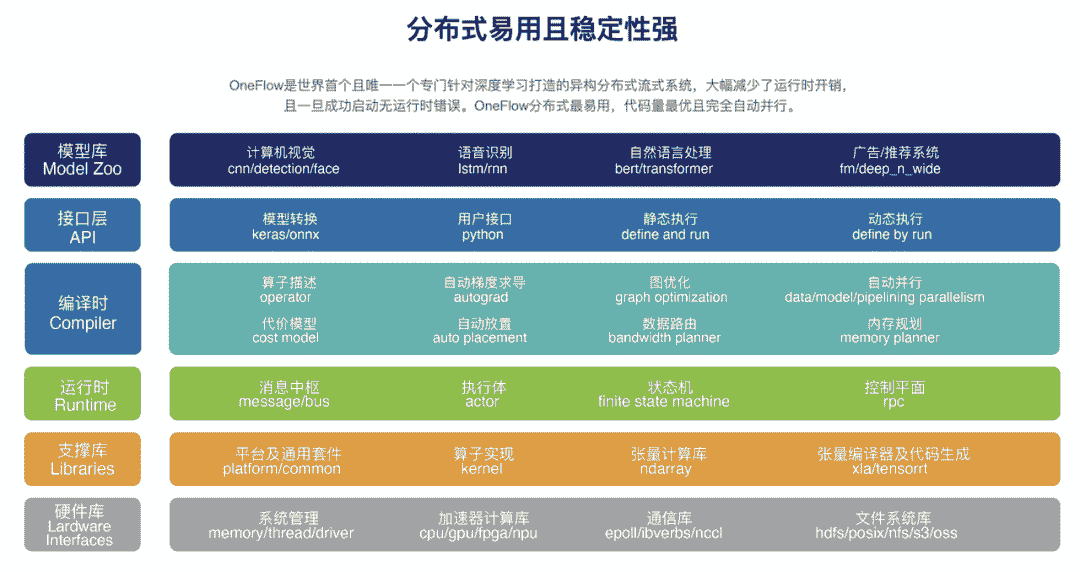 分布式易用且稳定性强
OneFlow是世界首个且唯一一个专门针对深度学习打造的异构分布式流式系统，大幅减少了运行时开销，
且一旦成功启动无运行时错误。OneFlow分布式最易用，代码量最优且完全自动并行。
模型库
Model Zoo
计算机视觉
cnn/detection/face
语音识别
lstm/rnn
自然语言处理
bert/transformer
广告/推荐系统
fm/deep_n_wide
接口层
API
模型转换
keras/onnx
用户接口
python
静态执行
define and run
动态执行
define by run
编译时
Compiler
算子描述
operator
自动梯度求导
autograd
图优化
graph optimization
自动并行
data/model/pipelining parallelism
代价模型
cost model
自动放置
auto placement
数据路由
bandwidth planner
内存规划
memory planner
运行时
Runtime
消息中枢
message/bus
执行体
actor
状态机
finite state machine
控制平面
rpc
支撑库
Libraries
平台及通用套件
platform/common
算子实现
kernel
张量计算库
ndarray
张量编译器及代码生成
xla/tensorrt
硬件库
Lardware
Interfaces
系统管理
memory/thread/driver
加速器计算库
cpu/gpu/fpga/npu
通信库
epoll/ibverbs/nccl
文件系统库
hdfs/posix/nfs/s3/oss